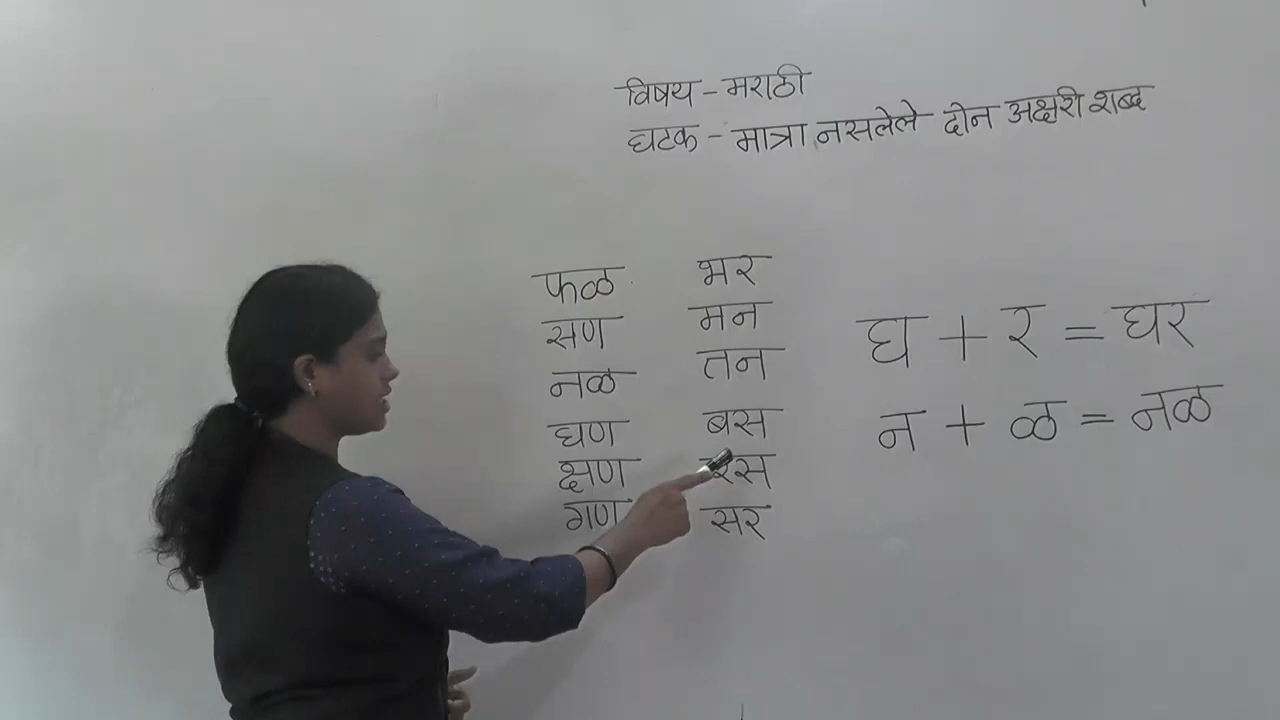 विषय - मराठी
घटक - मात्रा नसलेले दोन अक्षरी शब्द
फळ
सण
नळ
घण
क्षण
गण
भर
मन
तन
बस
रस
सर
घ + र = घर
न + ळ = नळ